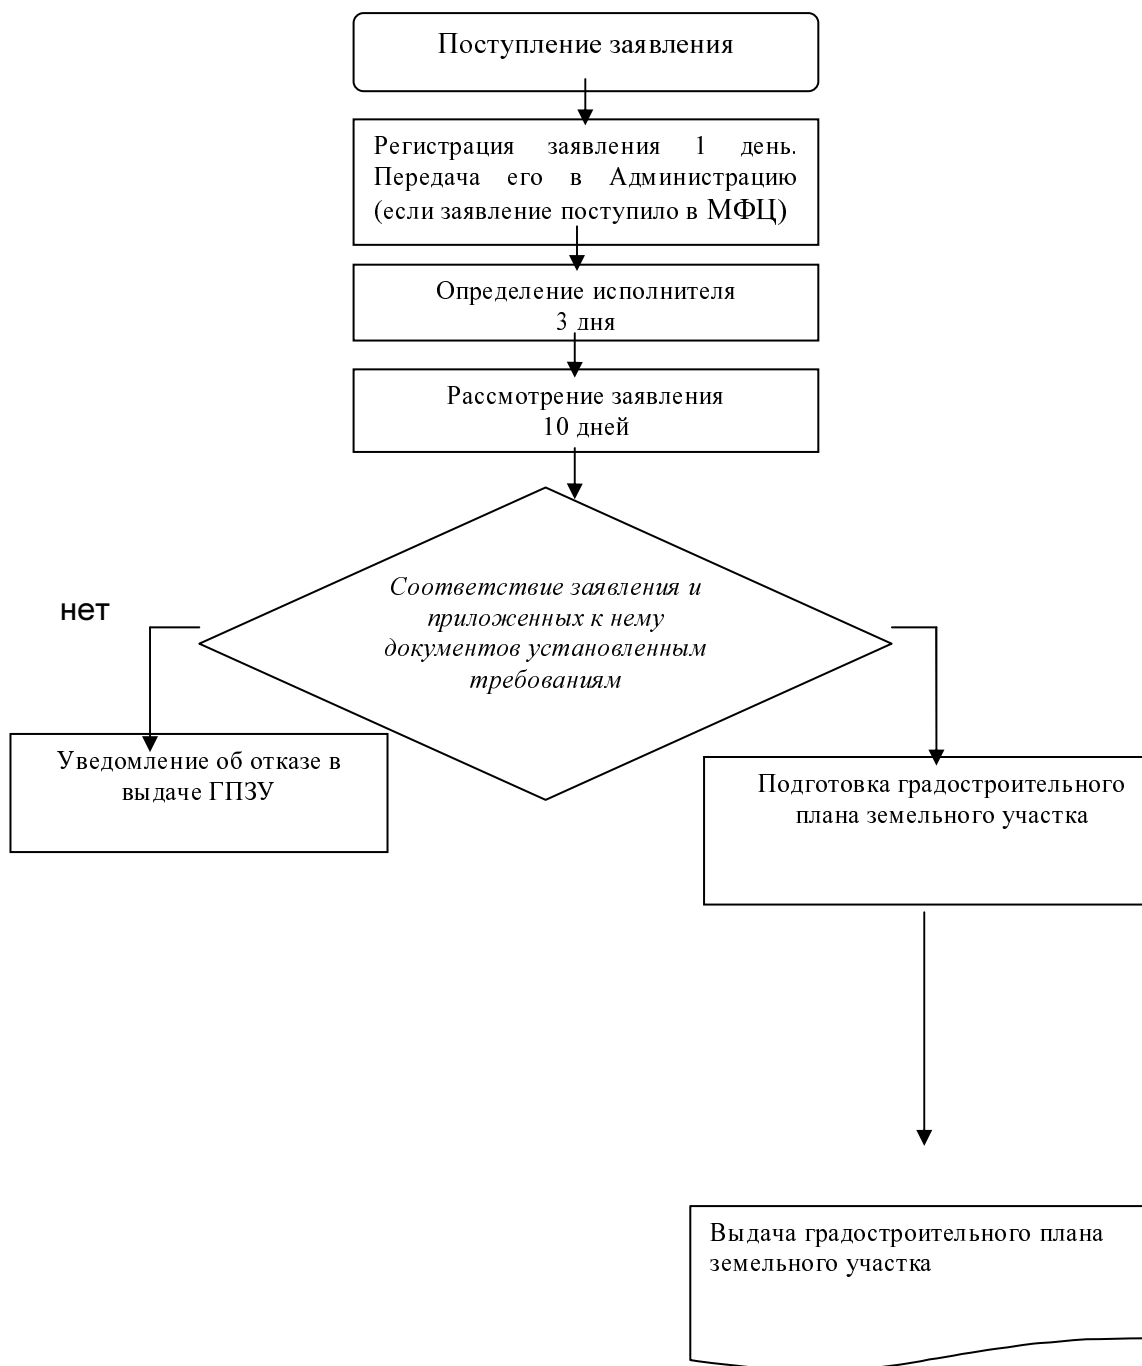 Поступление заявления
Регистрация заявления 1 день.
Передача его в Администрацию
(если заявление поступило в МФЦ)
Определение исполнителя
3 дня
Рассмотрение заявления
10 дней
Соответствие заявления и
приложенных к нему
документов установленным
требованиям
нет
Уведомление об отказе в
выдаче ГПЗУ
Подготовка градостроительного
плана земельного участка
Выдача градостроительного плана
земельного участка